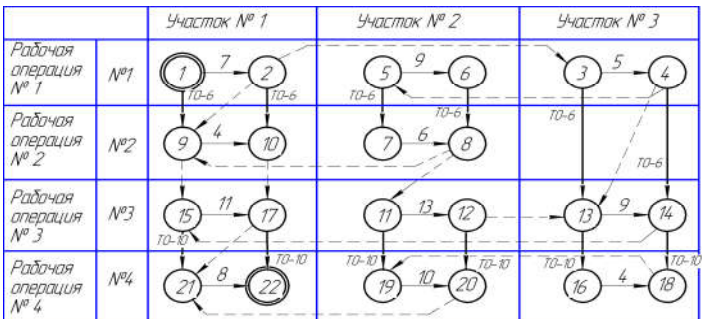 Участок № 1 Участок № 2 Участок № 3
Рабочая операция № 1 №1 1 7 2 5 9 6 3 5 4
ТО-6 ТО-6 ТО-6 ТО-6 ТО-6
Рабочая операция № 2 №2 9 4 10 7 6 8
ТО-6
Рабочая операция № 3 №3 15 11 17 11 13 12 13 9 14
ТО-10 ТО-10 ТО-10 ТО-10 ТО-10 ТО-10
Рабочая операция № 4 №4 21 8 22 19 10 20 16 4 18